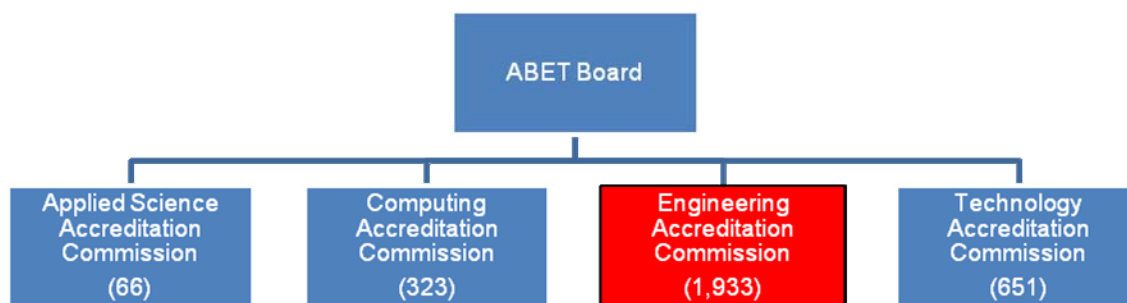 ABET Board
Applied Science
Accreditation
Commission
(66)
Computing
Accreditation
Commission
(323)
Engineering
Accreditation
Commission
(1,933)
Technology
Accreditation
Commission
(651)